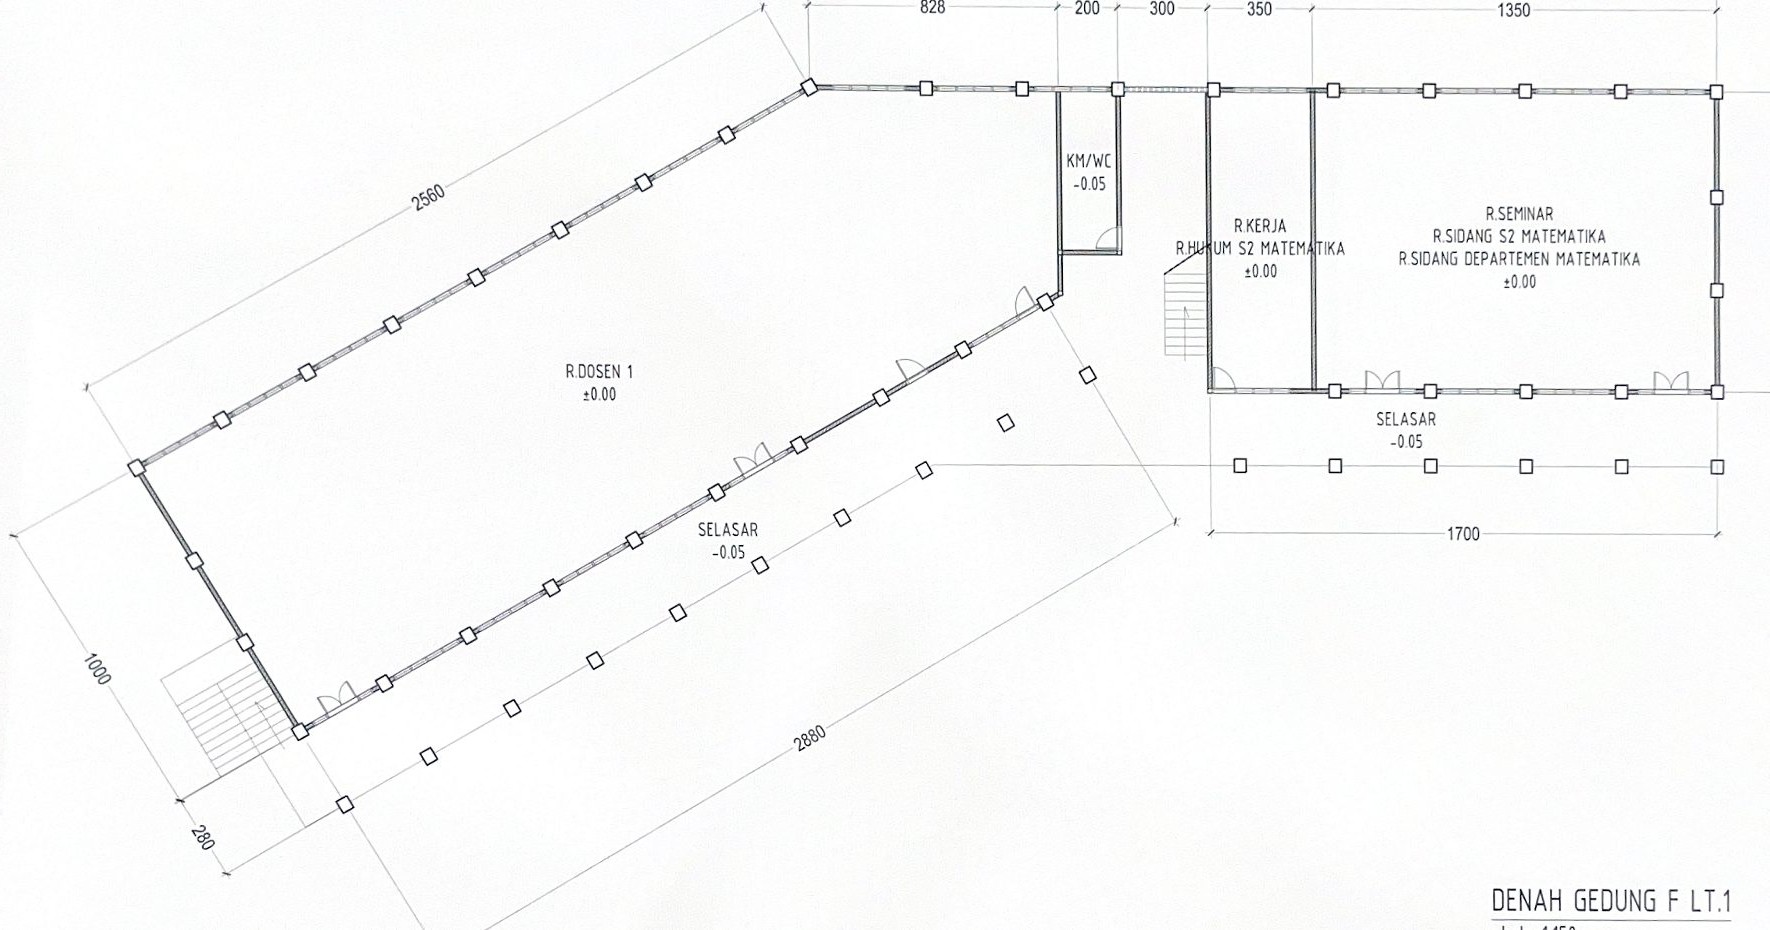 828
200
300
350
1350
2560
KM/WC
-0.05
R.KERJA
R.HUKUM S2 MATEMATIKA
±0.00
R.SEMINAR
R.SIDANG S2 MATEMATIKA
R.SIDANG DEPARTEMEN MATEMATIKA
±0.00
R.DOSEN 1
±0.00
SELASAR
-0.05
SELASAR
-0.05
1700
1000
2880
280
DENAH GEDUNG F LT.1